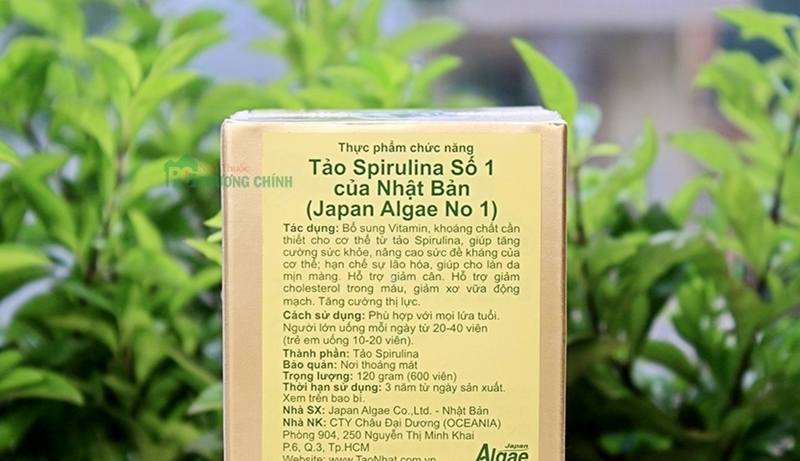 Thực phẩm chức năng
Tảo Spirulina Số 1
của Nhật Bản
(Japan Algae No 1)
Tác dụng: Bổ sung Vitamin, khoáng chất cần
thiết cho cơ thể từ tảo Spirulina, giúp tăng
cường sức khỏe, nâng cao sức đề kháng của
cơ thể; hạn chế sự lão hóa, giúp cho làn da
mịn màng. Hỗ trợ giảm cân. Hỗ trợ giảm
cholesterol trong máu, giảm xơ vữa động
mạch. Tăng cường thị lực.
Cách sử dụng: Phù hợp với mọi lứa tuổi.
Người lớn uống mỗi ngày từ 20-40 viên
(trẻ em uống 10-20 viên).
Thành phần: Tảo Spirulina
Bảo quản: Nơi thoáng mát
Trọng lượng: 120 gram (600 viên)
Thời hạn sử dụng: 3 năm từ ngày sản xuất.
Xem trên bao bì.
Nhà SX: Japan Algae Co.,Ltd. - Nhật Bản
Nhà NK: CTY Châu Đại Dương (OCEANIA)
Phòng 904, 250 Nguyễn Thị Minh Khai
P.6, Q.3, Tp.HCM
Website: www.TaoNhat.com.vn
Japan
Algae
Thuốc
PHƯƠNG CHÍNH